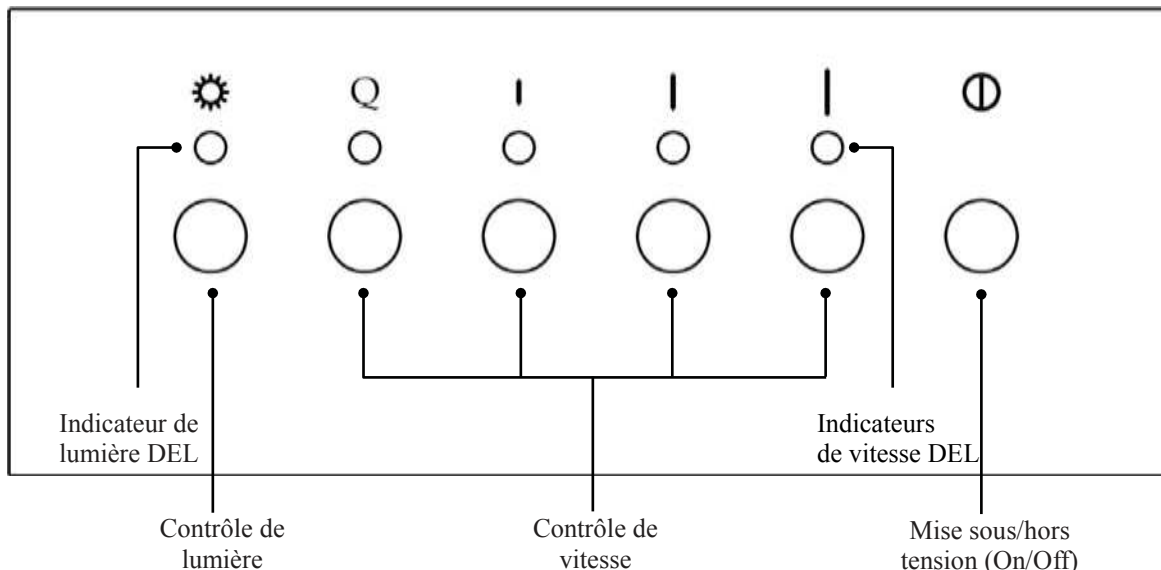 Q
Indicateur de
lumière DEL
Indicateurs
de vitesse DEL
Contrôle de
lumière
Contrôle de
vitesse
Mise sous/hors
tension (On/Off)